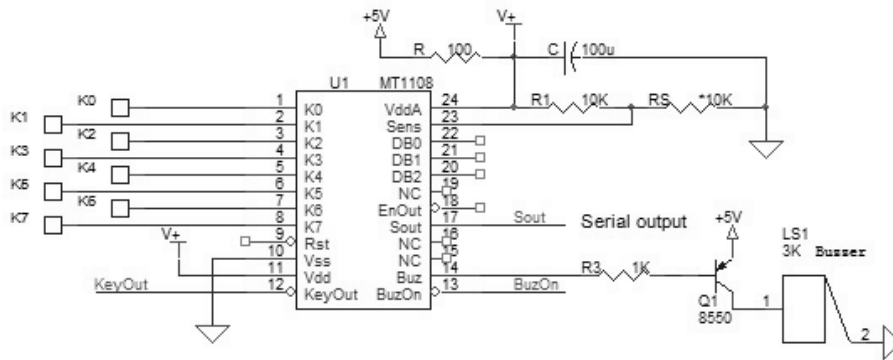 +5V
V+
R
100
C
100u
U1
MT1108
K0
K1
K2
K3
K4
K5
K6
K7
V+
KeyOut
1
2
3
4
5
6
7
8
9
10
11
12
K0
K1
K2
K3
K4
K5
K6
K7
Rst
Vss
Vdd
KeyOut
VddA
Sens
DB0
DB1
DB2
NC
EnOut
Sout
NC
NC
Buz
BuzOn
24
23
22
21
20
19
18
17
16
15
14
13
R1
10K
RS
*10K
Sout
Serial output
+5V
R3
1K
BuzOn
Q1
8550
LS1
3K Buzzer
1
2